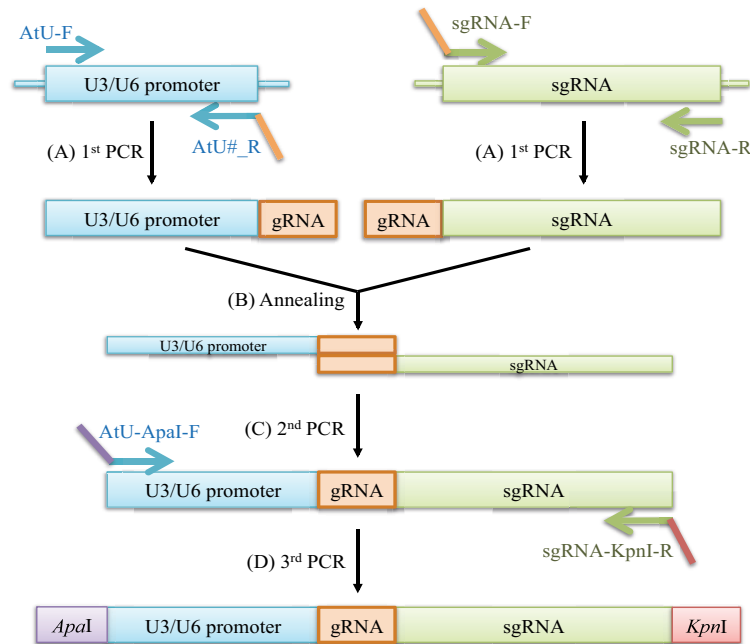 AtU-F
sgRNA-F
U3/U6 promoter
sgRNA
AtU#_R
sgRNA-R
(A) 1st PCR
(A) 1st PCR
U3/U6 promoter
gRNA
gRNA
sgRNA
(B) Annealing
U3/U6 promoter
sgRNA
AtU-ApaI-F
(C) 2nd PCR
U3/U6 promoter
gRNA
sgRNA
sgRNA-KpnI-R
(D) 3rd PCR
ApaI
U3/U6 promoter
gRNA
sgRNA
KpnI